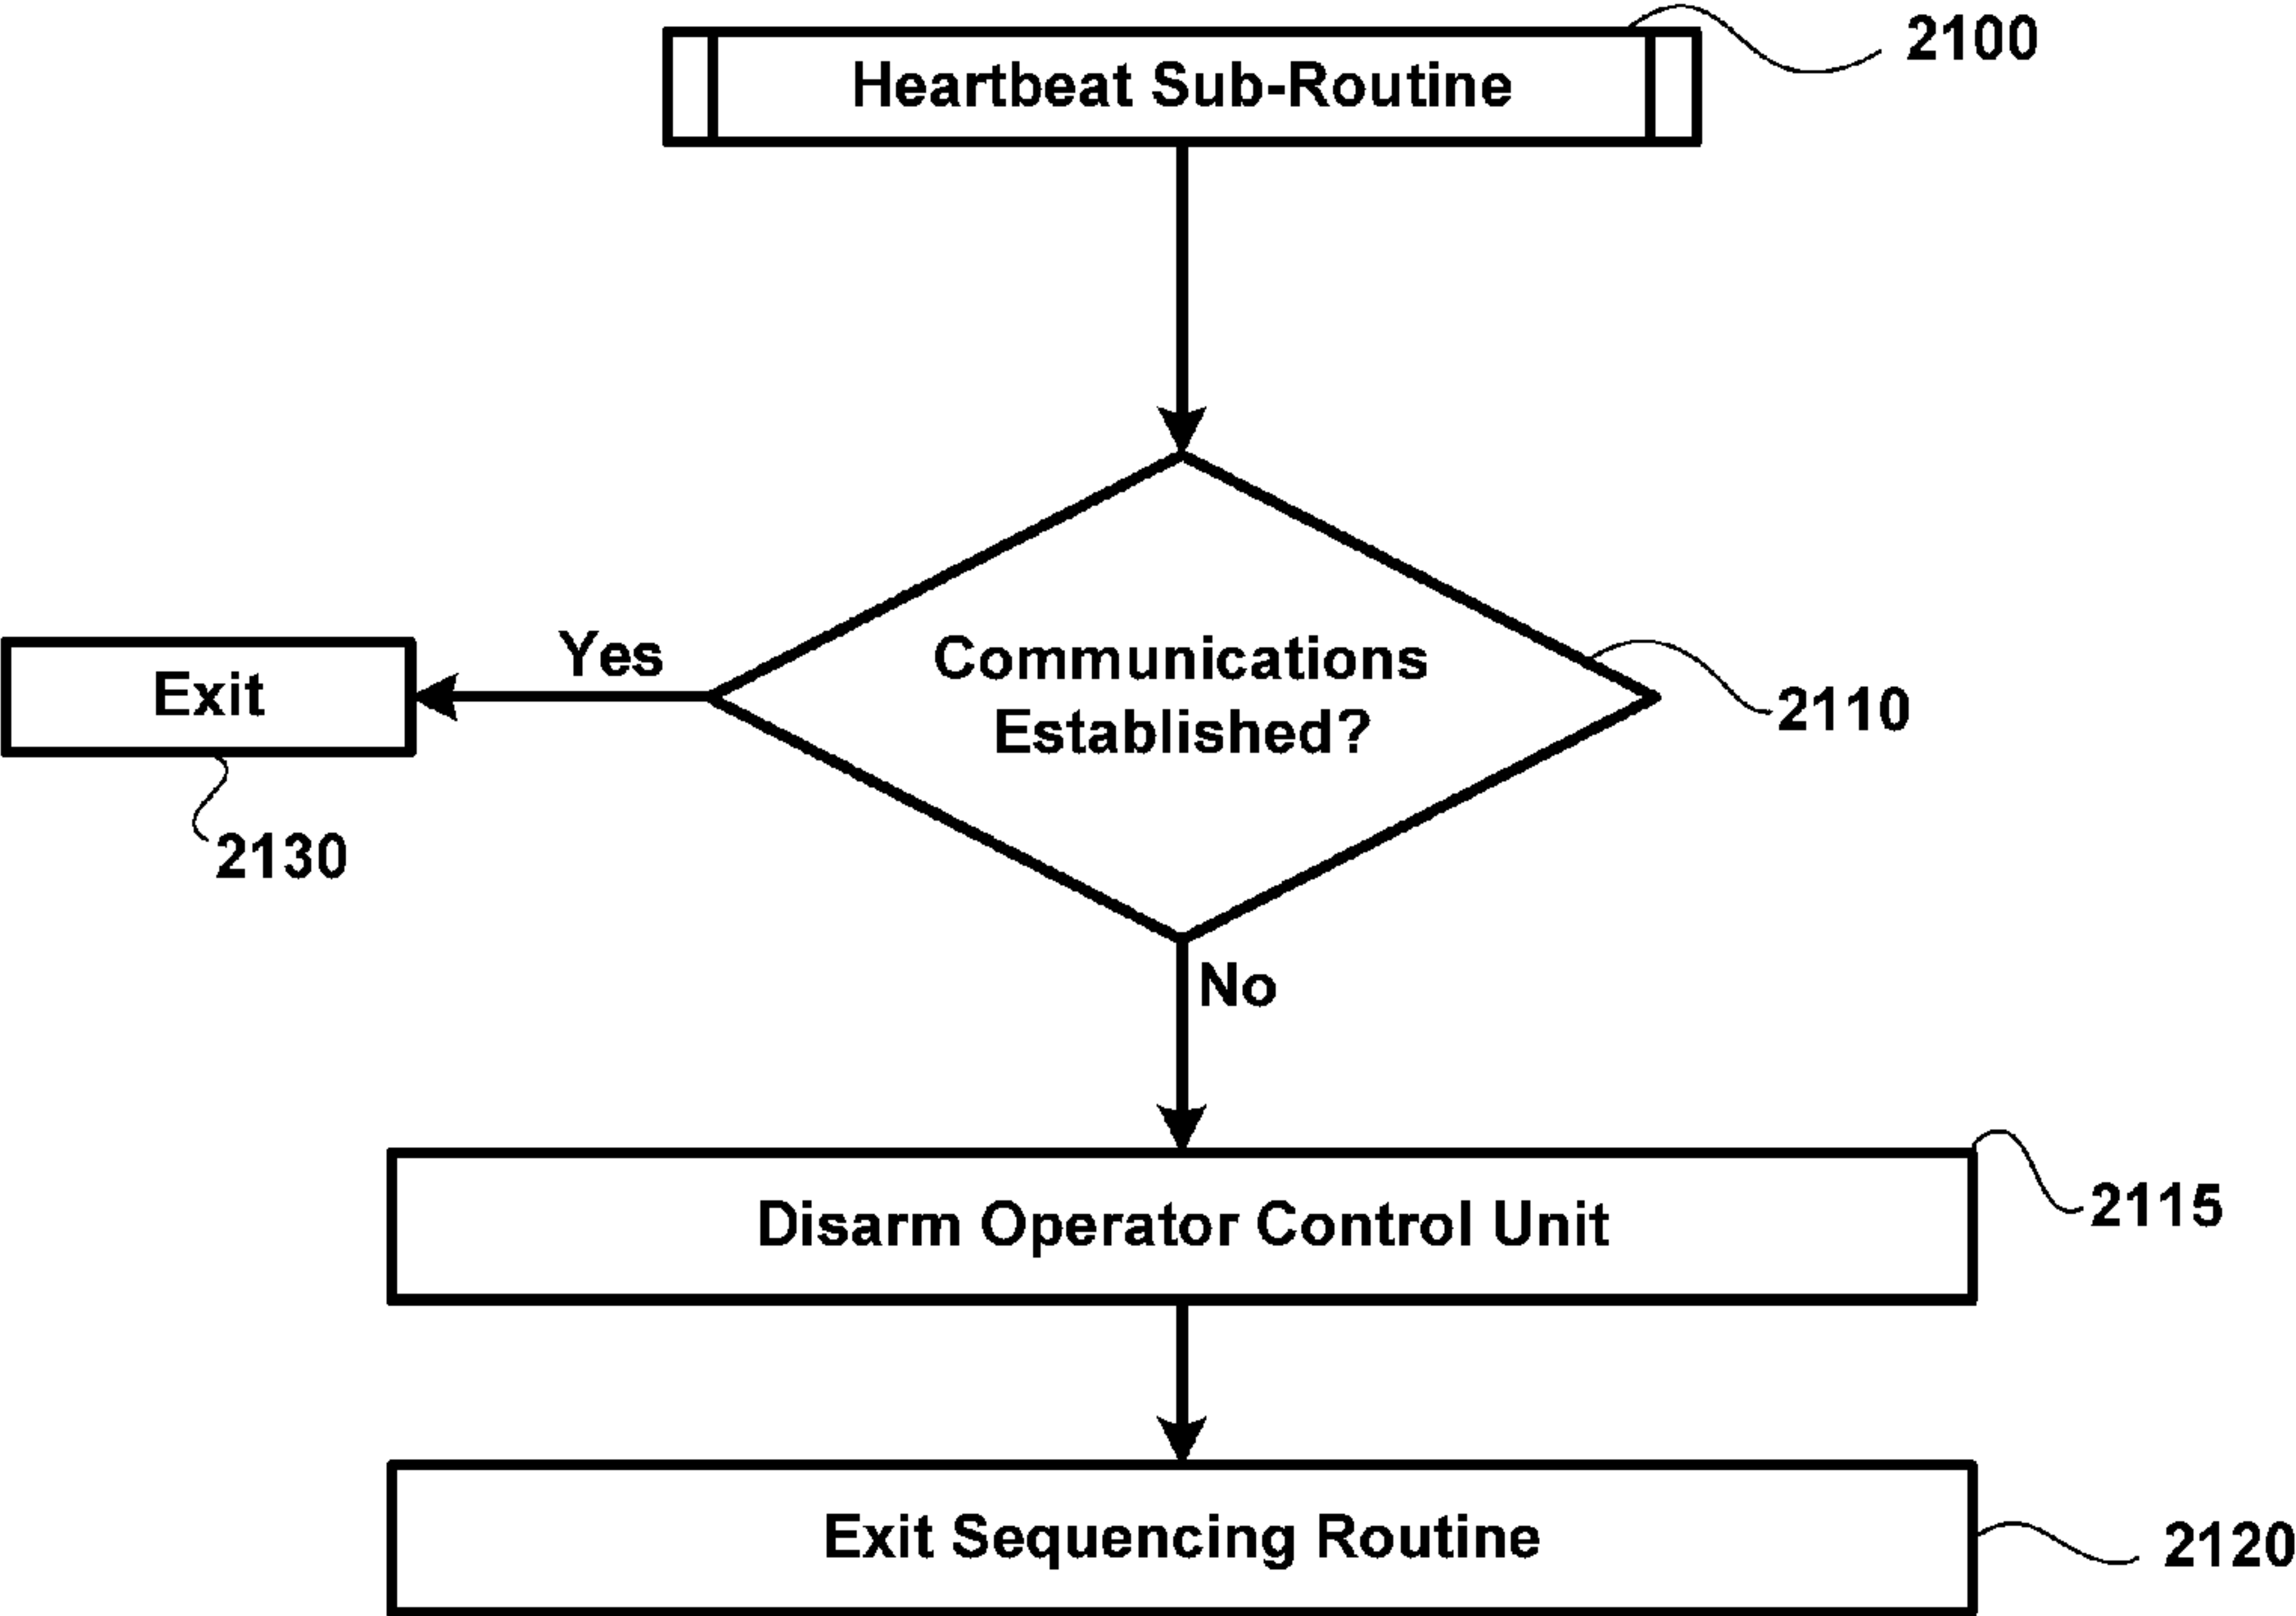 2100
Heartbeat Sub-Routine
Yes
Communications
Established?
Exit
2110
2130
No
2115
Disarm Operator Control Unit
Exit Sequencing Routine
2120